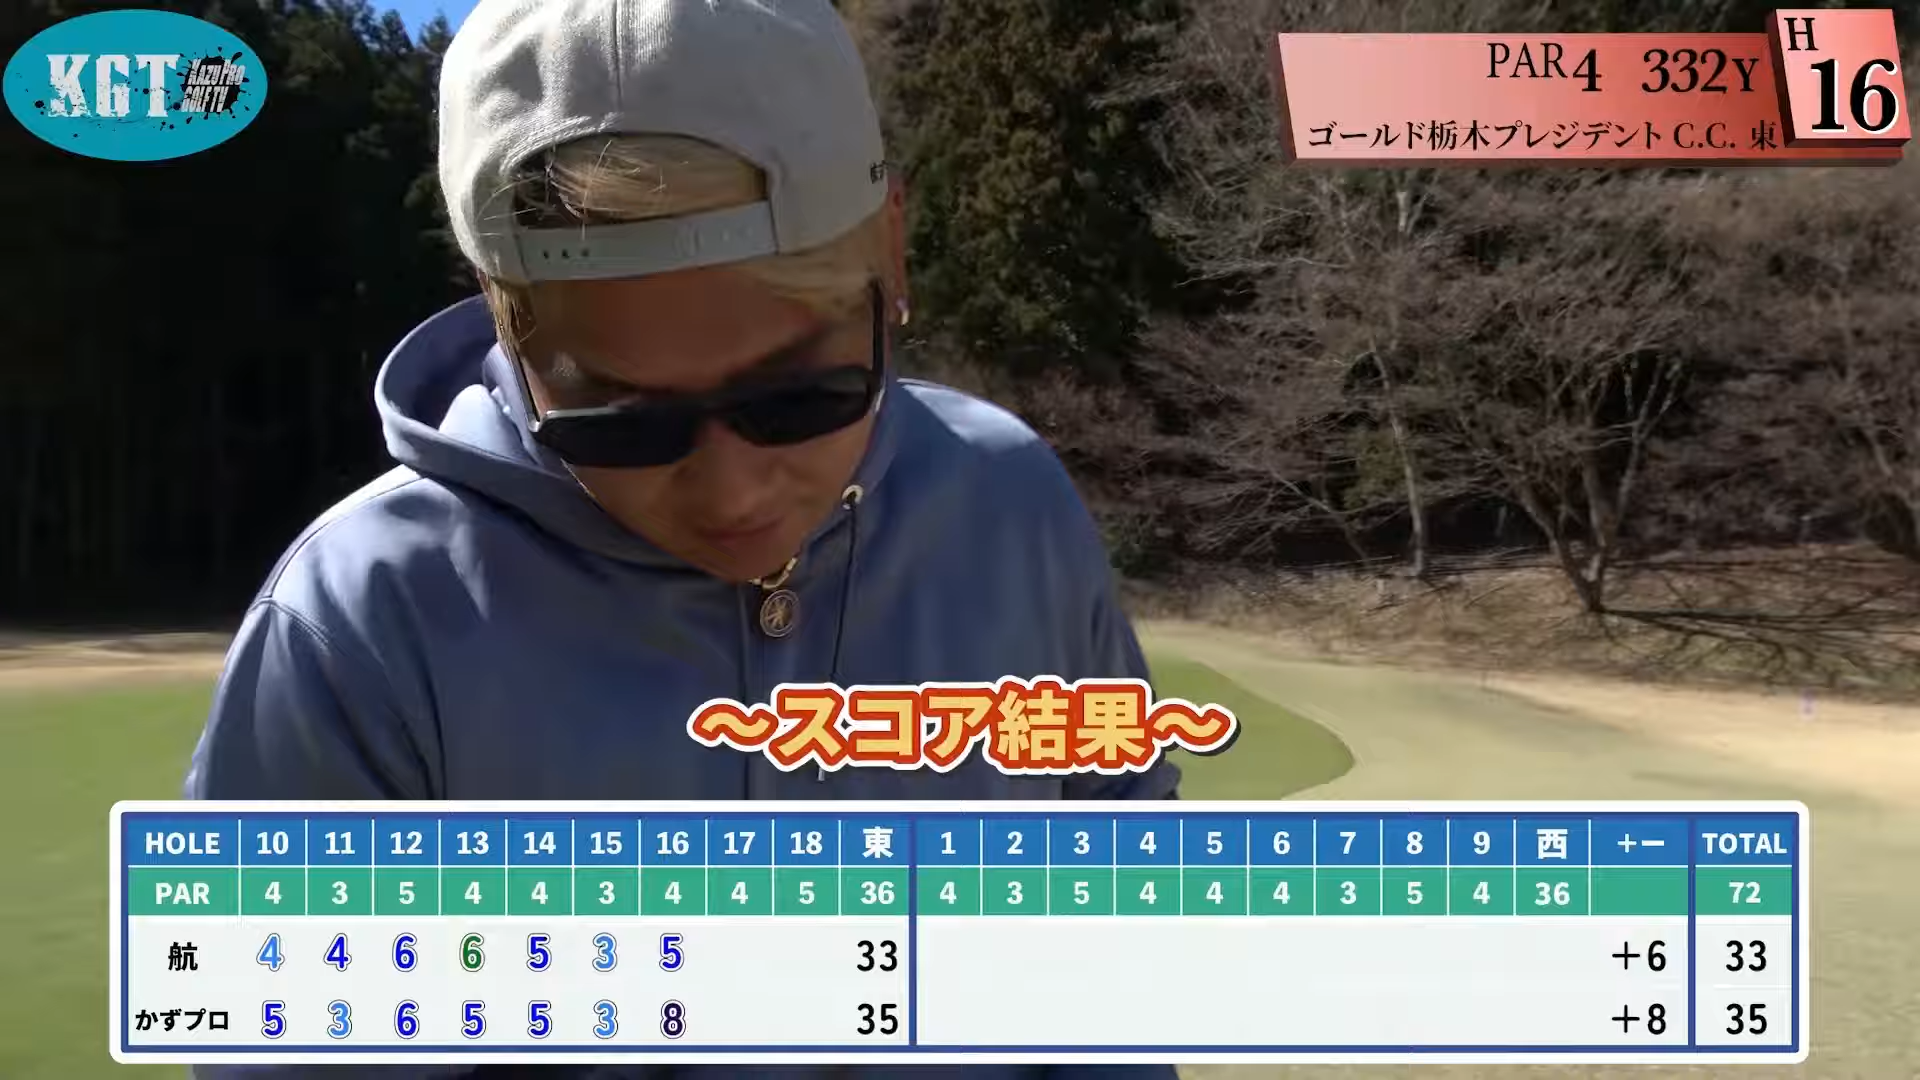 KGT KAZU PRO GOLF TV
PAR4 332Y
H 16
ゴールド栃木プレジデント C.C. 東
〜スコア結果〜
HOLE 10 11 12 13 14 15 16 17 18 東 1 2 3 4 5 6 7 8 9 西 +− TOTAL
PAR 4 3 5 4 4 3 4 4 5 36 4 3 5 4 4 4 3 5 4 36 72
航 4 4 6 6 5 3 5 33 +6 33
かずプロ 5 3 6 5 5 3 8 35 +8 35